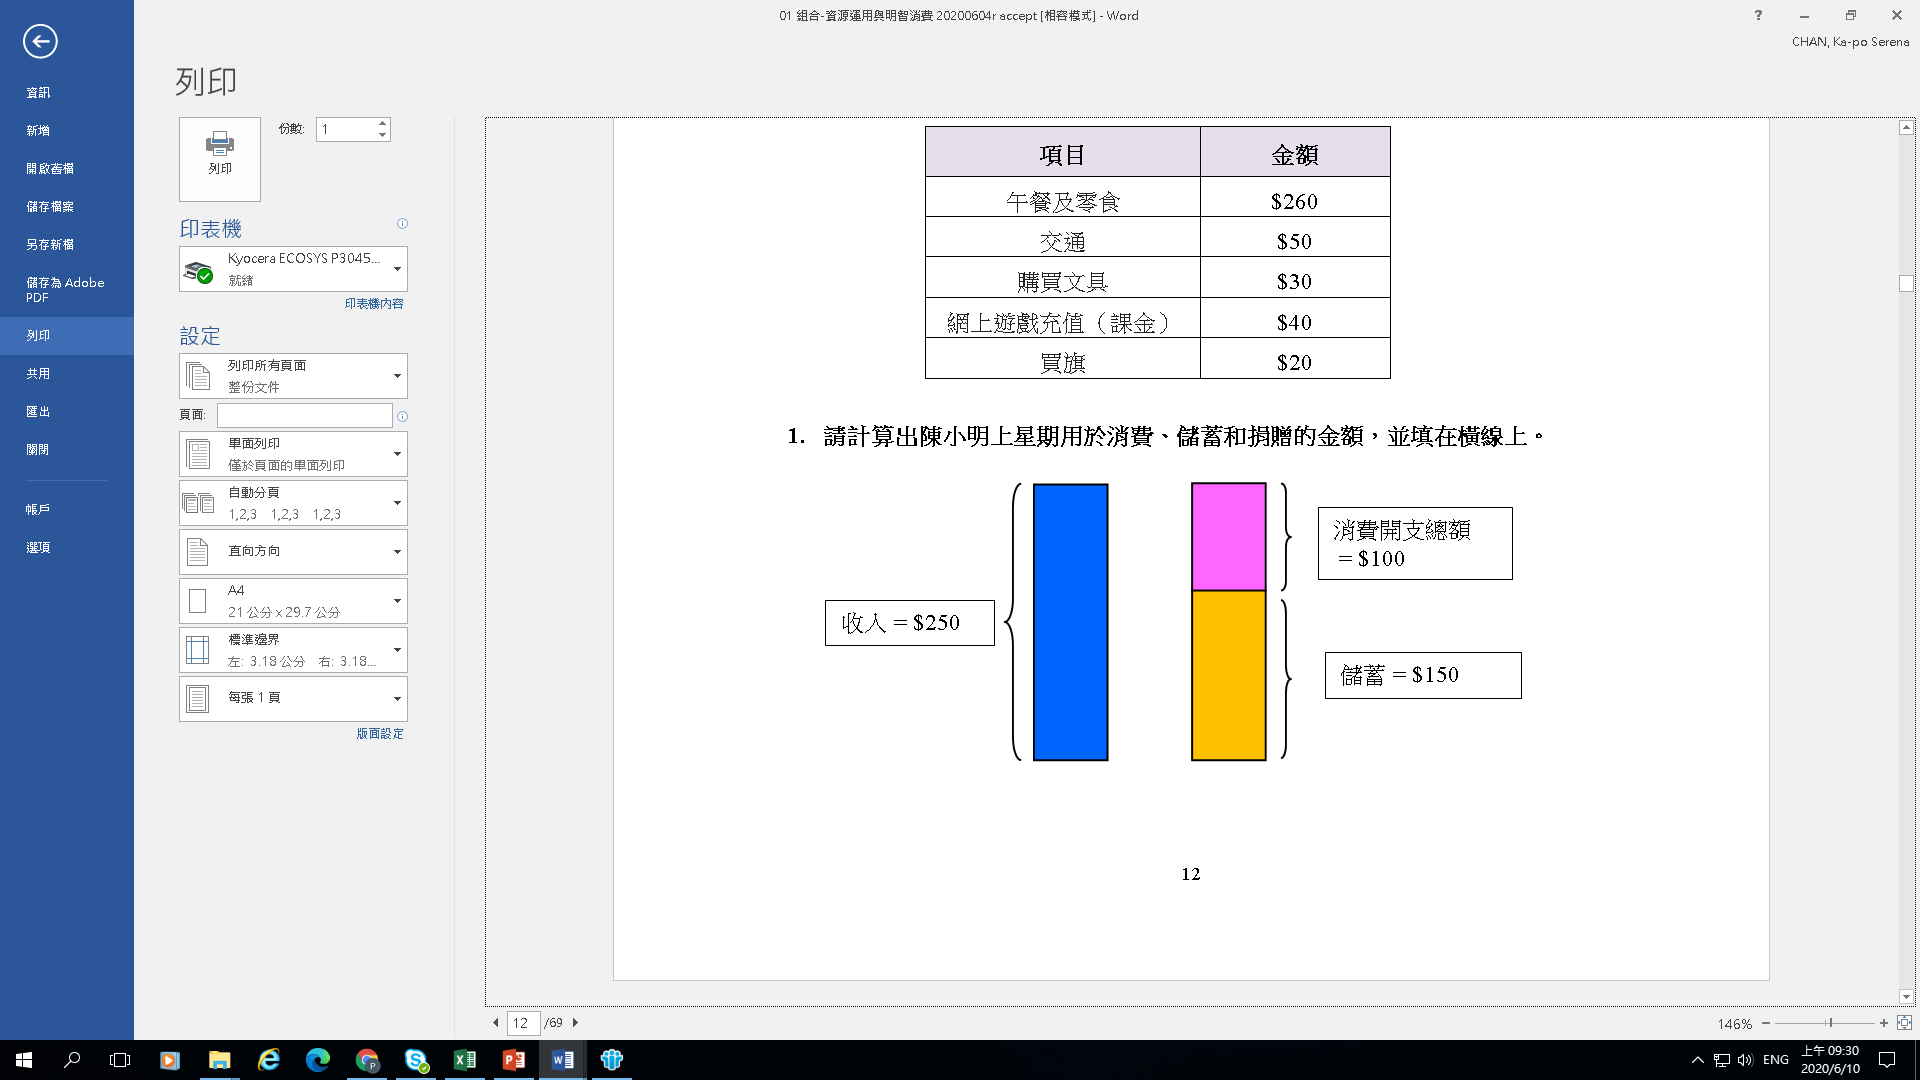 01 組合-資源運用與明智消費 20200604r accept [相容模式] - Word
CHAN, Ka-po Serena
資訊
新增
開啟舊檔
儲存檔案
另存新檔
儲存為 Adobe
PDF
列印
共用
匯出
關閉
帳戶
選項
列印
列印
份數: 1
印表機
Kyocera ECOSYS P3045...
就緒
印表機內容
設定
列印所有頁面
整份文件
頁面:
單面列印
僅於頁面的單面列印
自動分頁
1,2,3 1,2,3 1,2,3
直向方向
A4
21 公分 x 29.7 公分
標準邊界
左: 3.18 公分 右: 3.18...
每張 1 頁
版面設定
項目 金額
午餐及零食 $260
交通 $50
購買文具 $30
網上遊戲充值（課金） $40
買旗 $20
1. 請計算出陳小明上星期用於消費、儲蓄和捐贈的金額，並填在橫線上。
收入 = $250
消費開支總額
= $100
儲蓄 = $150
12
12 /69
146%
ENG
上午 09:30
2020/6/10